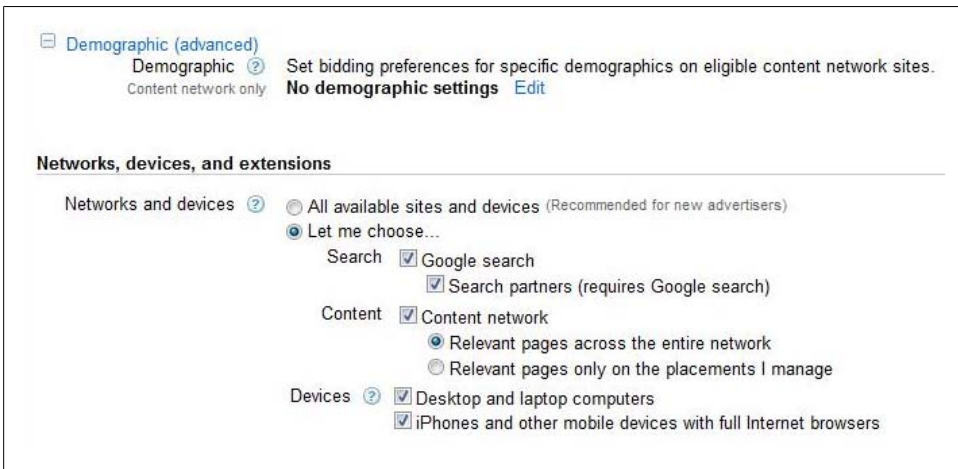 Demographic (advanced)
Demographic ? Set bidding preferences for specific demographics on eligible content network sites.
Content network only No demographic settings Edit
Networks, devices, and extensions
Networks and devices ? All available sites and devices (Recommended for new advertisers)
Let me choose...
Search Google search
Search partners (requires Google search)
Content Content network
Relevant pages across the entire network
Relevant pages only on the placements I manage
Devices ? Desktop and laptop computers
iPhones and other mobile devices with full Internet browsers